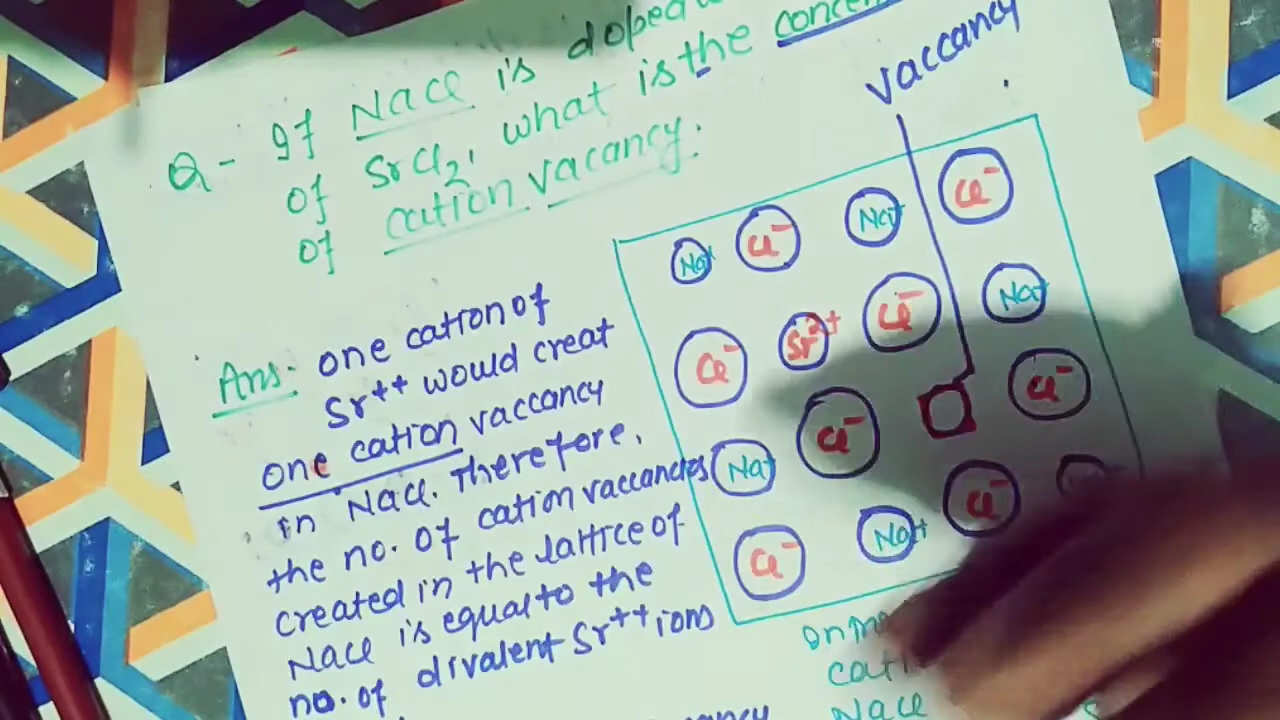 Q- If NaCl is doped
of SrCl2, what is the
of cation vacancy.
vaccancy
Ans- one cation of
Sr++ would creat
one cation vaccancy
in NaCl. Therefore,
the no. of cation vaccancies
created in the lattice of
NaCl is equal to the
no. of divalent Sr++ ions
Na+ Cl- Na+ Cl-
Cl- Sr2+ Cl- Na+
Na+ Cl- Cl-
Cl- Na+ Cl-
NaCl